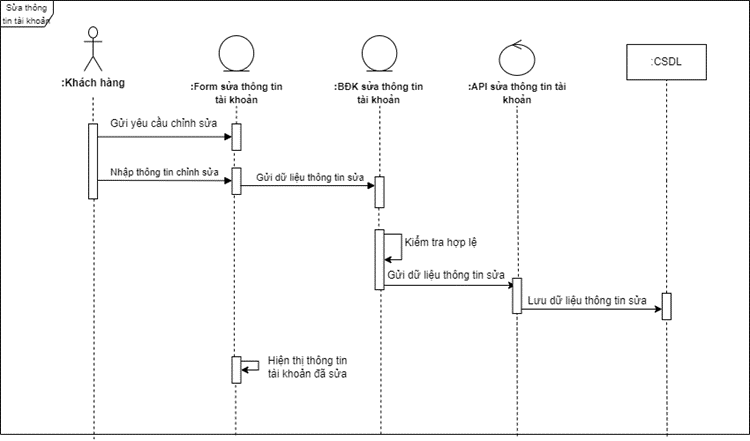 Sửa thông
tin tài khoản
:Khách hàng
:Form sửa thông tin
tài khoản
:BĐK sửa thông tin
tài khoản
:API sửa thông tin tài
khoản
:CSDL
Gửi yêu cầu chỉnh sửa
Nhập thông tin chỉnh sửa
Gửi dữ liệu thông tin sửa
Kiểm tra hợp lệ
Gửi dữ liệu thông tin sửa
Lưu dữ liệu thông tin sửa
Hiện thị thông tin
tài khoản đã sửa